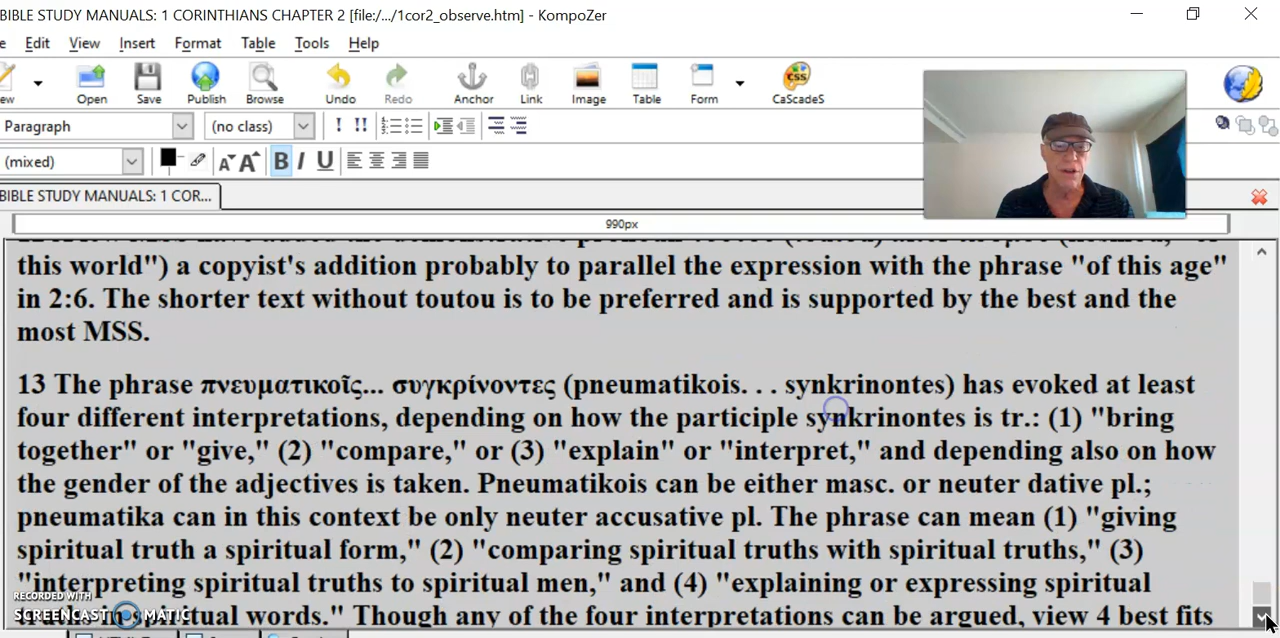 BIBLE STUDY MANUALS: 1 CORINTHIANS CHAPTER 2 [file:/.../1cor2_observe.htm] - KompoZer
Edit View Insert Format Table Tools Help
Open Save Publish Browse Undo Redo Anchor Link Image Table Form CaScadeS
Paragraph (no class) ! !!
(mixed) A A B I U
BIBLE STUDY MANUALS: 1 COR...
990px
this world") a copyist's addition probably to parallel the expression with the phrase "of this age"
in 2:6. The shorter text without toutou is to be preferred and is supported by the best and the
most MSS.
13 The phrase πνευματικοῖς... συγκρίνοντες (pneumatikois. . . synkrinontes) has evoked at least
four different interpretations, depending on how the participle synkrinontes is tr.: (1) "bring
together" or "give," (2) "compare," or (3) "explain" or "interpret," and depending also on how
the gender of the adjectives is taken. Pneumatikois can be either masc. or neuter dative pl.;
pneumatika can in this context be only neuter accusative pl. The phrase can mean (1) "giving
spiritual truth a spiritual form," (2) "comparing spiritual truths with spiritual truths," (3)
"interpreting spiritual truths to spiritual men," and (4) "explaining or expressing spiritual
words." Though any of the four interpretations can be argued, view 4 best fits
RECORDED WITH
SCREENCAST MATIC